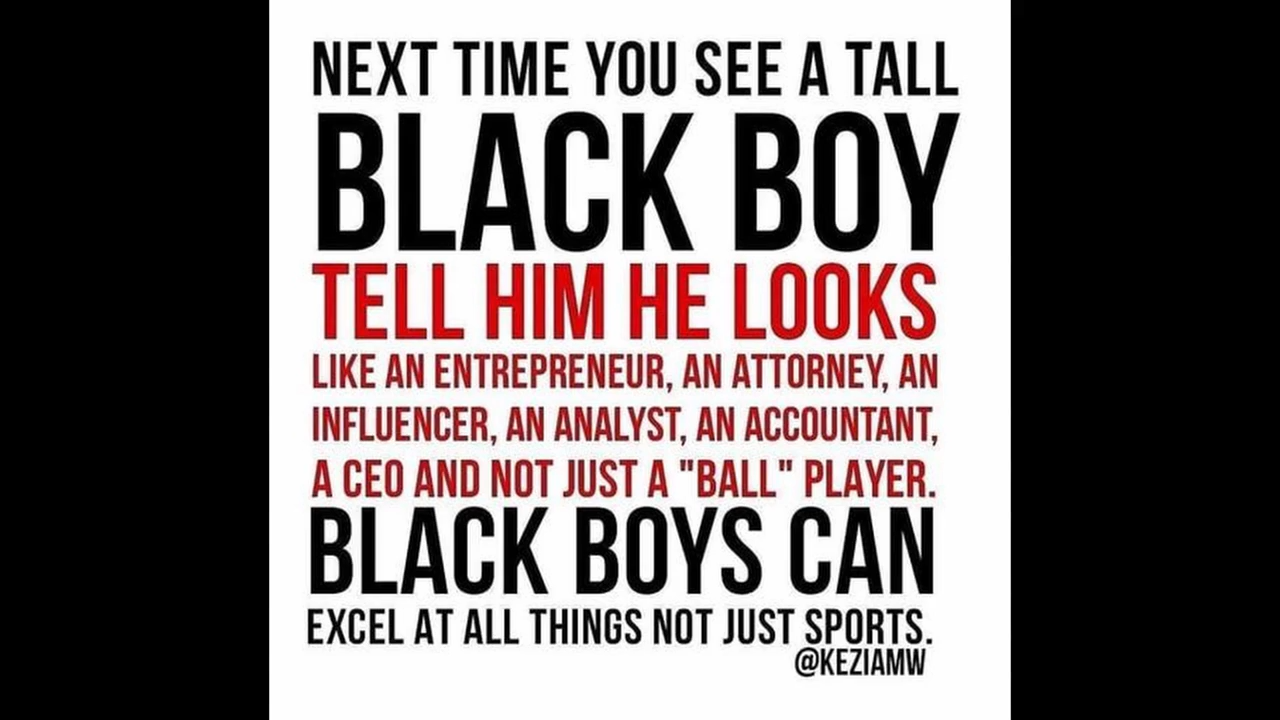 NEXT TIME YOU SEE A TALL
BLACK BOY
TELL HIM HE LOOKS
LIKE AN ENTREPRENEUR, AN ATTORNEY, AN
INFLUENCER, AN ANALYST, AN ACCOUNTANT,
A CEO AND NOT JUST A "BALL" PLAYER.
BLACK BOYS CAN
EXCEL AT ALL THINGS NOT JUST SPORTS.
@KEZIAMW